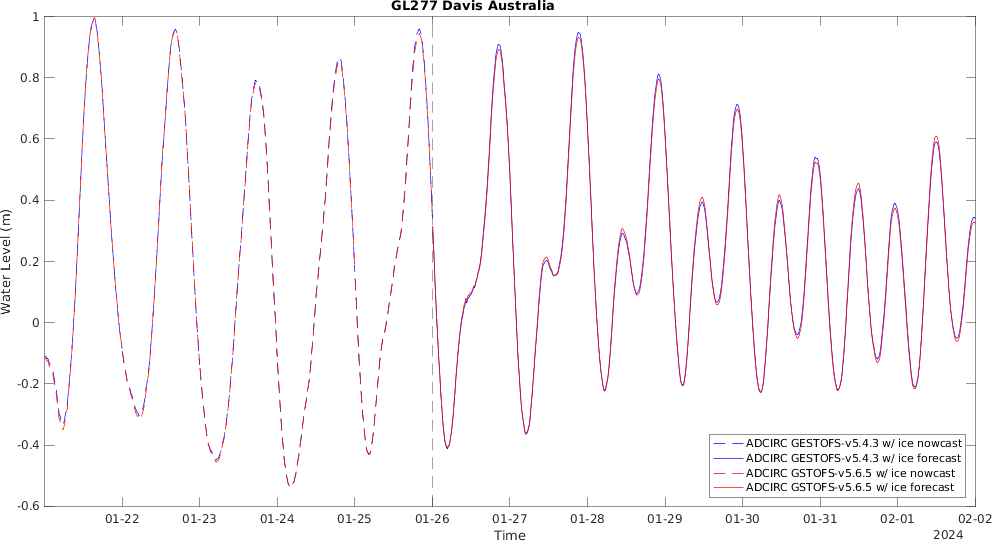 GL277 Davis Australia
Water Level (m)
1
0.8
0.6
0.4
0.2
0
-0.2
-0.4
-0.6
ADCIRC GESTOFS-v5.4.3 w/ ice nowcast
ADCIRC GESTOFS-v5.4.3 w/ ice forecast
ADCIRC GSTOFS-v5.6.5 w/ ice nowcast
ADCIRC GSTOFS-v5.6.5 w/ ice forecast
01-22 01-23 01-24 01-25 01-26 01-27 01-28 01-29 01-30 01-31 02-01 02-02
Time
2024